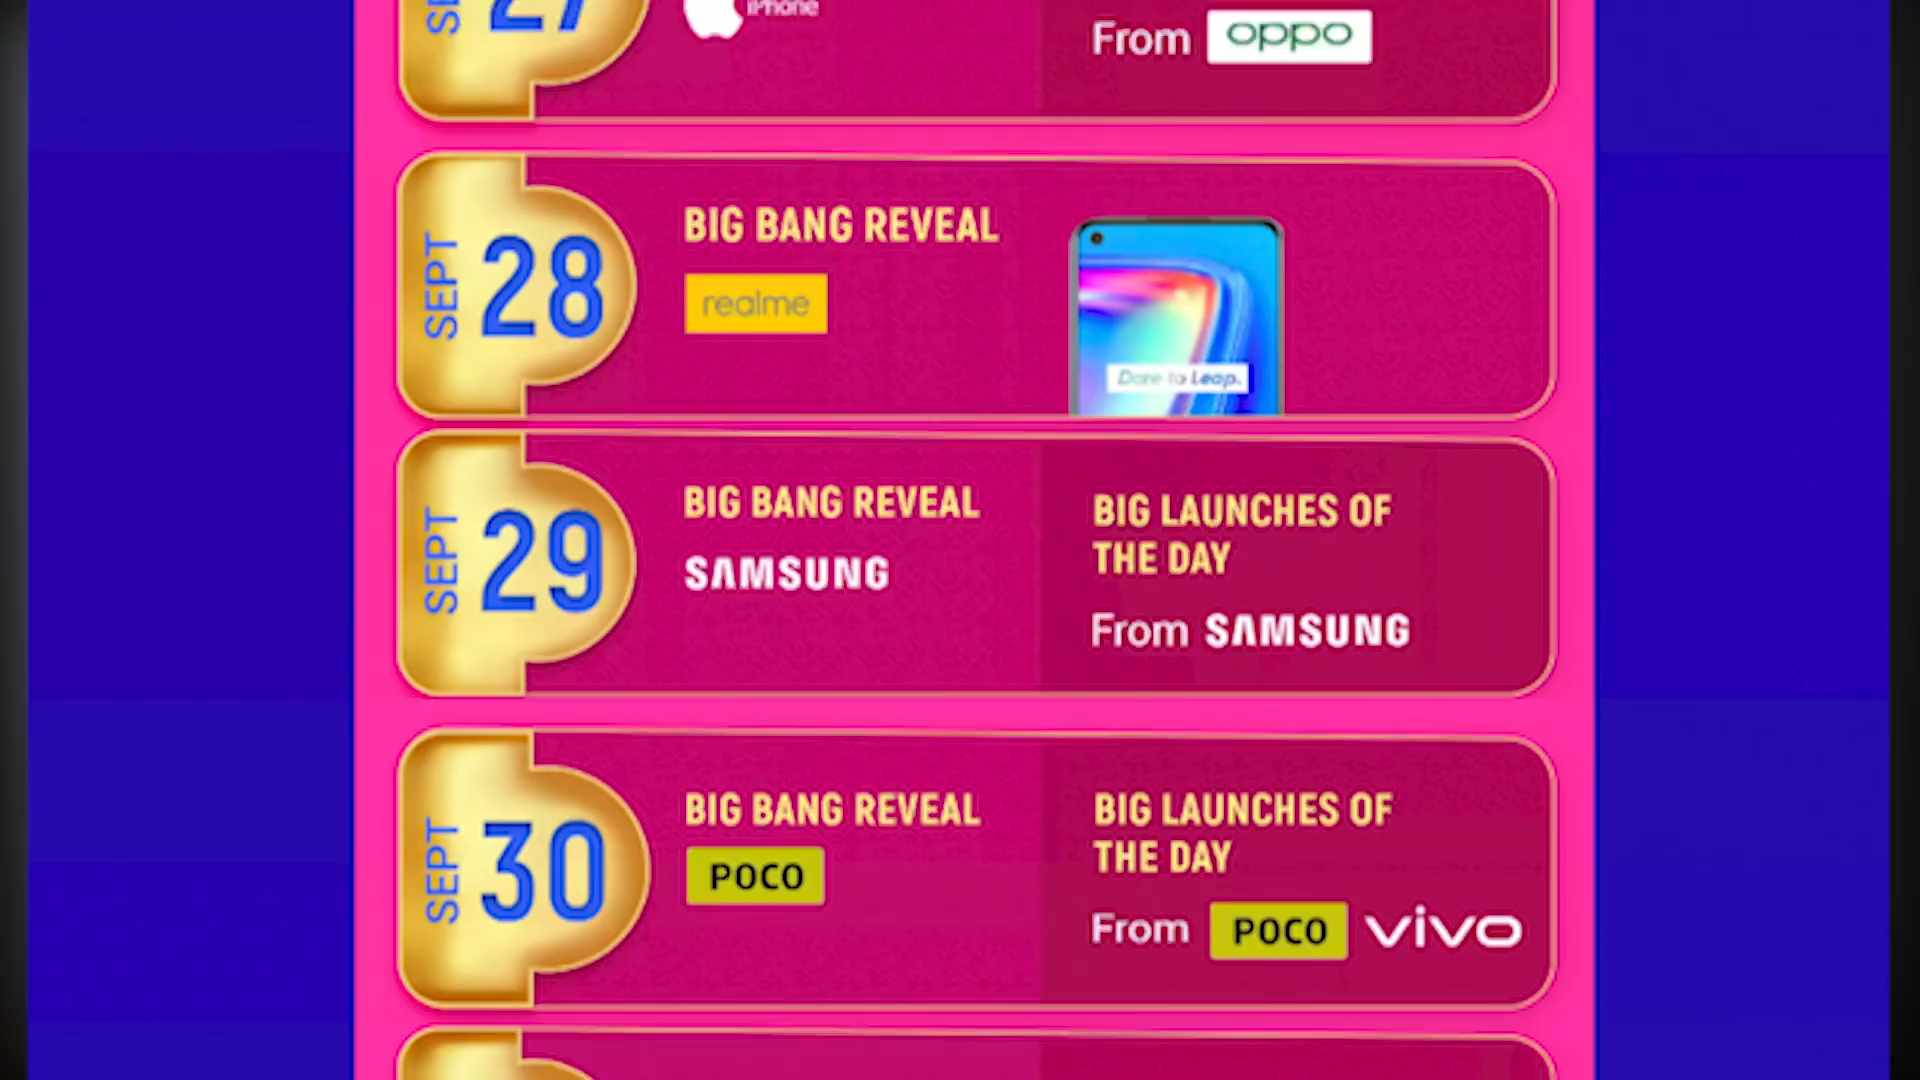 27
iPhone
From oppo
SEPT 28
BIG BANG REVEAL
realme
Dare to Leap.
SEPT 29
BIG BANG REVEAL
SAMSUNG
BIG LAUNCHES OF
THE DAY
From SAMSUNG
SEPT 30
BIG BANG REVEAL
POCO
BIG LAUNCHES OF
THE DAY
From POCO vivo